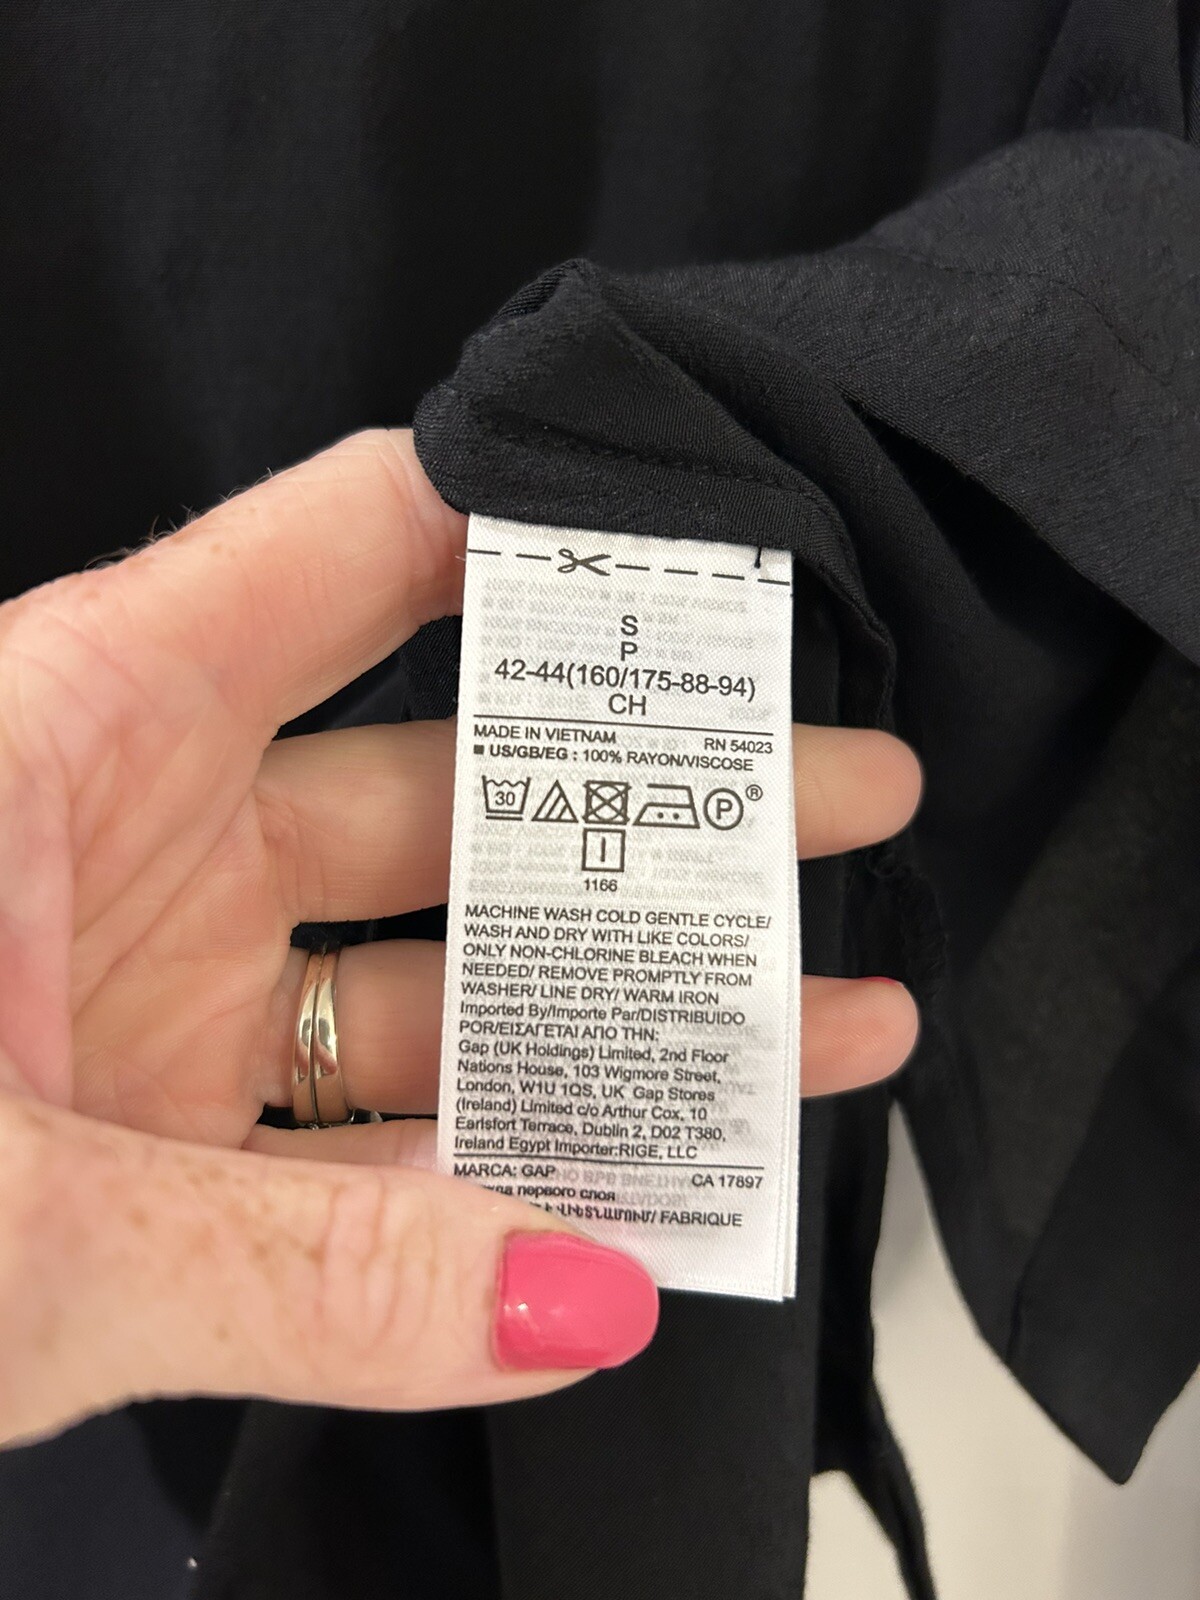 S
P
42-44(160/175-88-94)
CH
MADE IN VIETNAM RN 54023
■ US/GB/EG : 100% RAYON/VISCOSE
30 P ®
1166
MACHINE WASH COLD GENTLE CYCLE/
WASH AND DRY WITH LIKE COLORS/
ONLY NON-CHLORINE BLEACH WHEN
NEEDED/ REMOVE PROMPTLY FROM
WASHER/ LINE DRY/ WARM IRON
Imported By/Importe Par/DISTRIBUIDO
POR/ΕΙΣΑΓΕΤΑΙ ΑΠΟ ΤΗΝ:
Gap (UK Holdings) Limited, 2nd Floor
Nations House, 103 Wigmore Street,
London, W1U 1QS, UK Gap Stores
(Ireland) Limited c/o Arthur Cox, 10
Earlsfort Terrace, Dublin 2, D02 T380,
Ireland Egypt Importer:RIGE, LLC
MARCA: GAP CA 17897
первого слоя
FABRIQUE